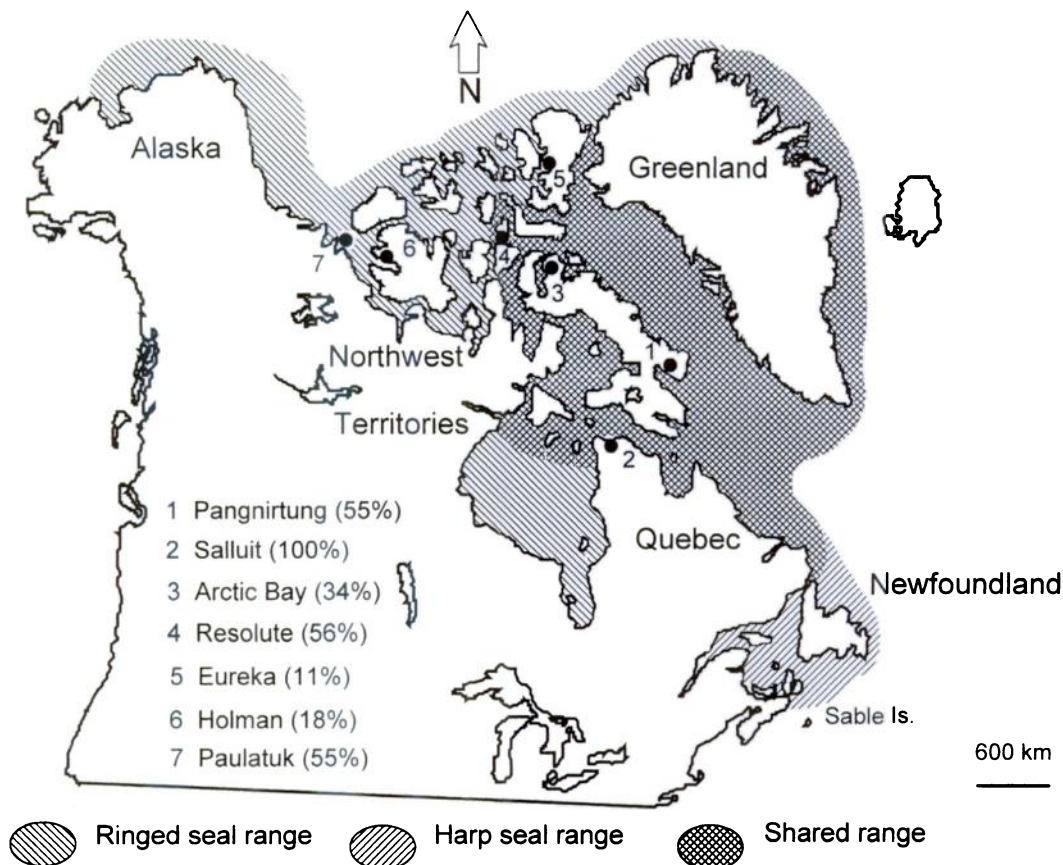 N
Alaska
Greenland
5
6
7
4
3
Northwest
1
Territories
2
1 Pangnirtung (55%)
Quebec
2 Salluit (100%)
3 Arctic Bay (34%)
Newfoundland
4 Resolute (56%)
5 Eureka (11%)
6 Holman (18%)
Sable Is.
7 Paulatuk (55%)
600 km
Ringed seal range
Harp seal range
Shared range